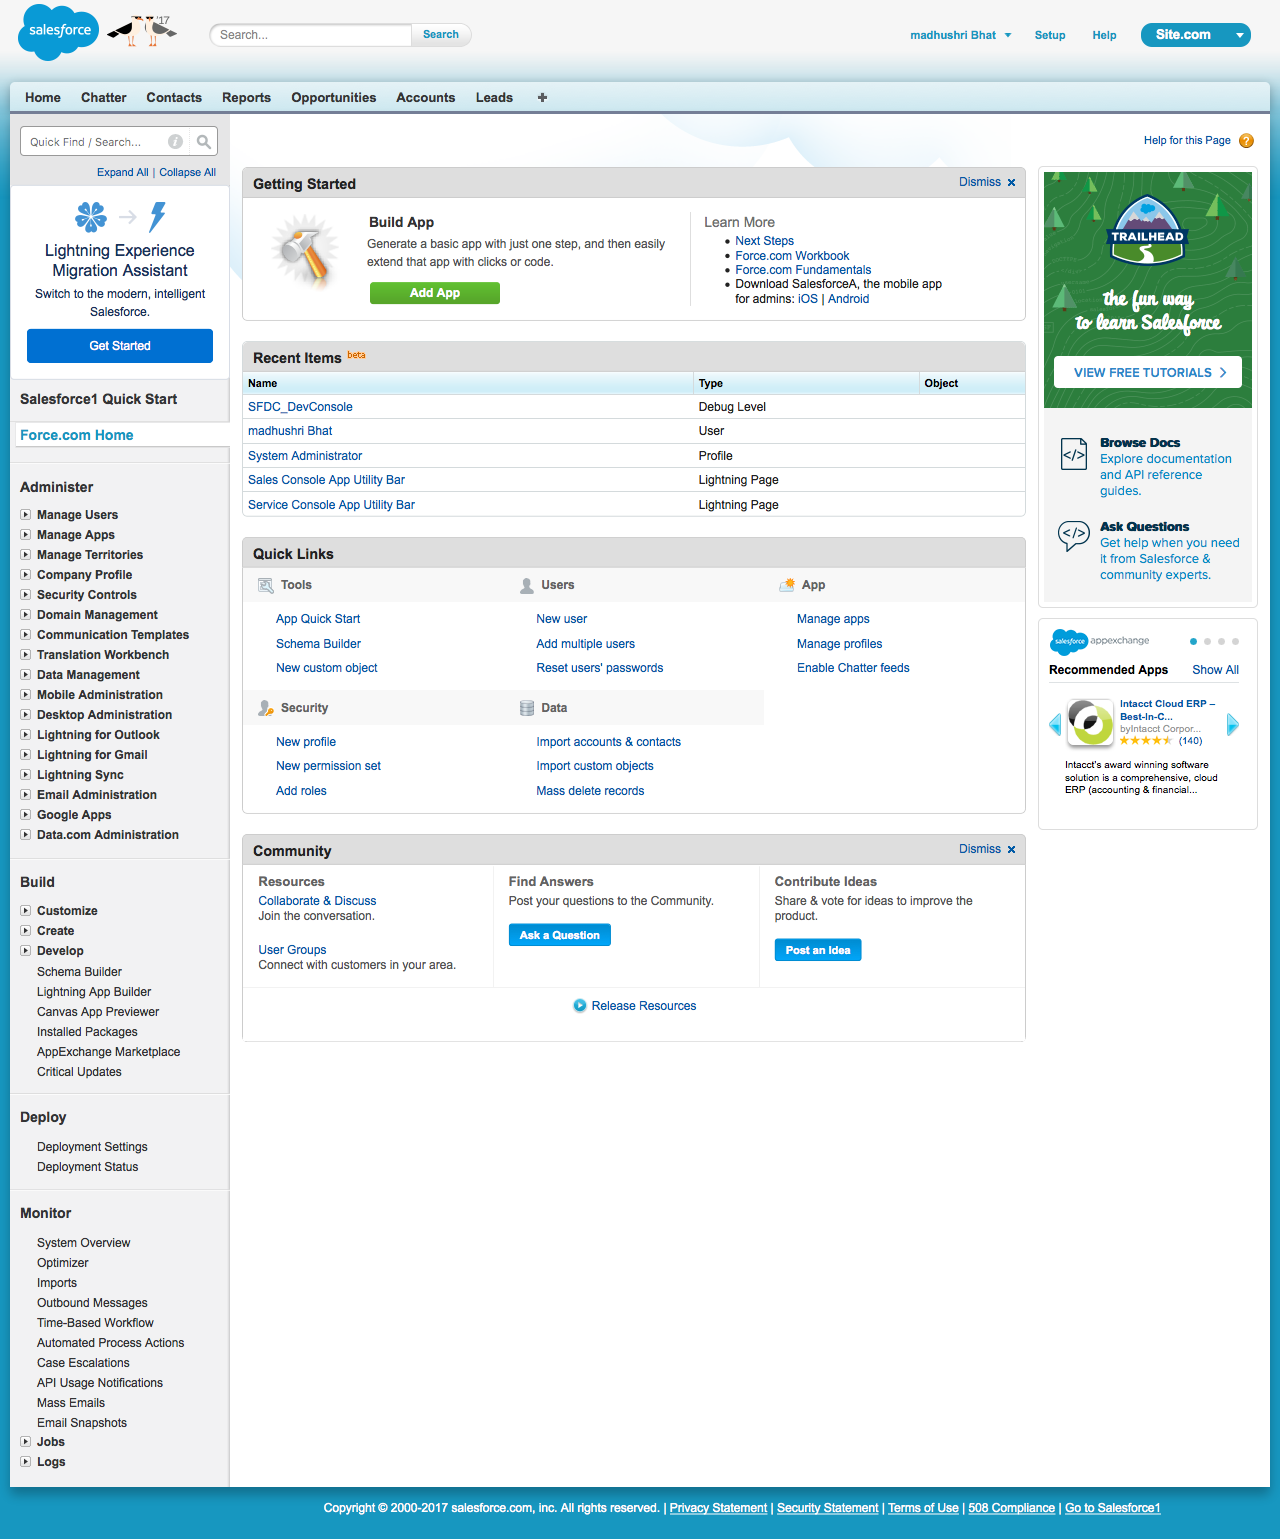 salesforce
'17
Search...
Search
madhushri Bhat
Setup
Help
Site.com
Home
Chatter
Contacts
Reports
Opportunities
Accounts
Leads
+
Quick Find / Search...
Expand All | Collapse All
Lightning Experience
Migration Assistant
Switch to the modern, intelligent
Salesforce.
Get Started
Salesforce1 Quick Start
Force.com Home
Administer
Manage Users
Manage Apps
Manage Territories
Company Profile
Security Controls
Domain Management
Communication Templates
Translation Workbench
Data Management
Mobile Administration
Desktop Administration
Lightning for Outlook
Lightning for Gmail
Lightning Sync
Email Administration
Google Apps
Data.com Administration
Build
Customize
Create
Develop
Schema Builder
Lightning App Builder
Canvas App Previewer
Installed Packages
AppExchange Marketplace
Critical Updates
Deploy
Deployment Settings
Deployment Status
Monitor
System Overview
Optimizer
Imports
Outbound Messages
Time-Based Workflow
Automated Process Actions
Case Escalations
API Usage Notifications
Mass Emails
Email Snapshots
Jobs
Logs
Help for this Page ?
Getting Started
Dismiss x
Build App
Generate a basic app with just one step, and then easily
extend that app with clicks or code.
Add App
Learn More
• Next Steps
• Force.com Workbook
• Force.com Fundamentals
• Download SalesforceA, the mobile app
for admins: iOS | Android
Recent Items beta
Name Type Object
SFDC_DevConsole Debug Level
madhushri Bhat User
System Administrator Profile
Sales Console App Utility Bar Lightning Page
Service Console App Utility Bar Lightning Page
Quick Links
Tools
App Quick Start
Schema Builder
New custom object
Users
New user
Add multiple users
Reset users' passwords
App
Manage apps
Manage profiles
Enable Chatter feeds
Security
New profile
New permission set
Add roles
Data
Import accounts & contacts
Import custom objects
Mass delete records
Community
Dismiss x
Resources
Collaborate & Discuss
Join the conversation.
User Groups
Connect with customers in your area.
Find Answers
Post your questions to the Community.
Ask a Question
Contribute Ideas
Share & vote for ideas to improve the
product.
Post an Idea
Release Resources
TRAILHEAD
the fun way
to learn Salesforce
VIEW FREE TUTORIALS >
</>
Browse Docs
Explore documentation
and API reference
guides.
</>
Ask Questions
Get help when you need
it from Salesforce &
community experts.
salesforce appexchange
Recommended Apps
Show All
Intacct Cloud ERP –
Best-In-C...
byIntacct Corpor...
(140)
Intacct's award winning software
solution is a comprehensive, cloud
ERP (accounting & financial...
Copyright © 2000-2017 salesforce.com, inc. All rights reserved. | Privacy Statement | Security Statement | Terms of Use | 508 Compliance | Go to Salesforce1